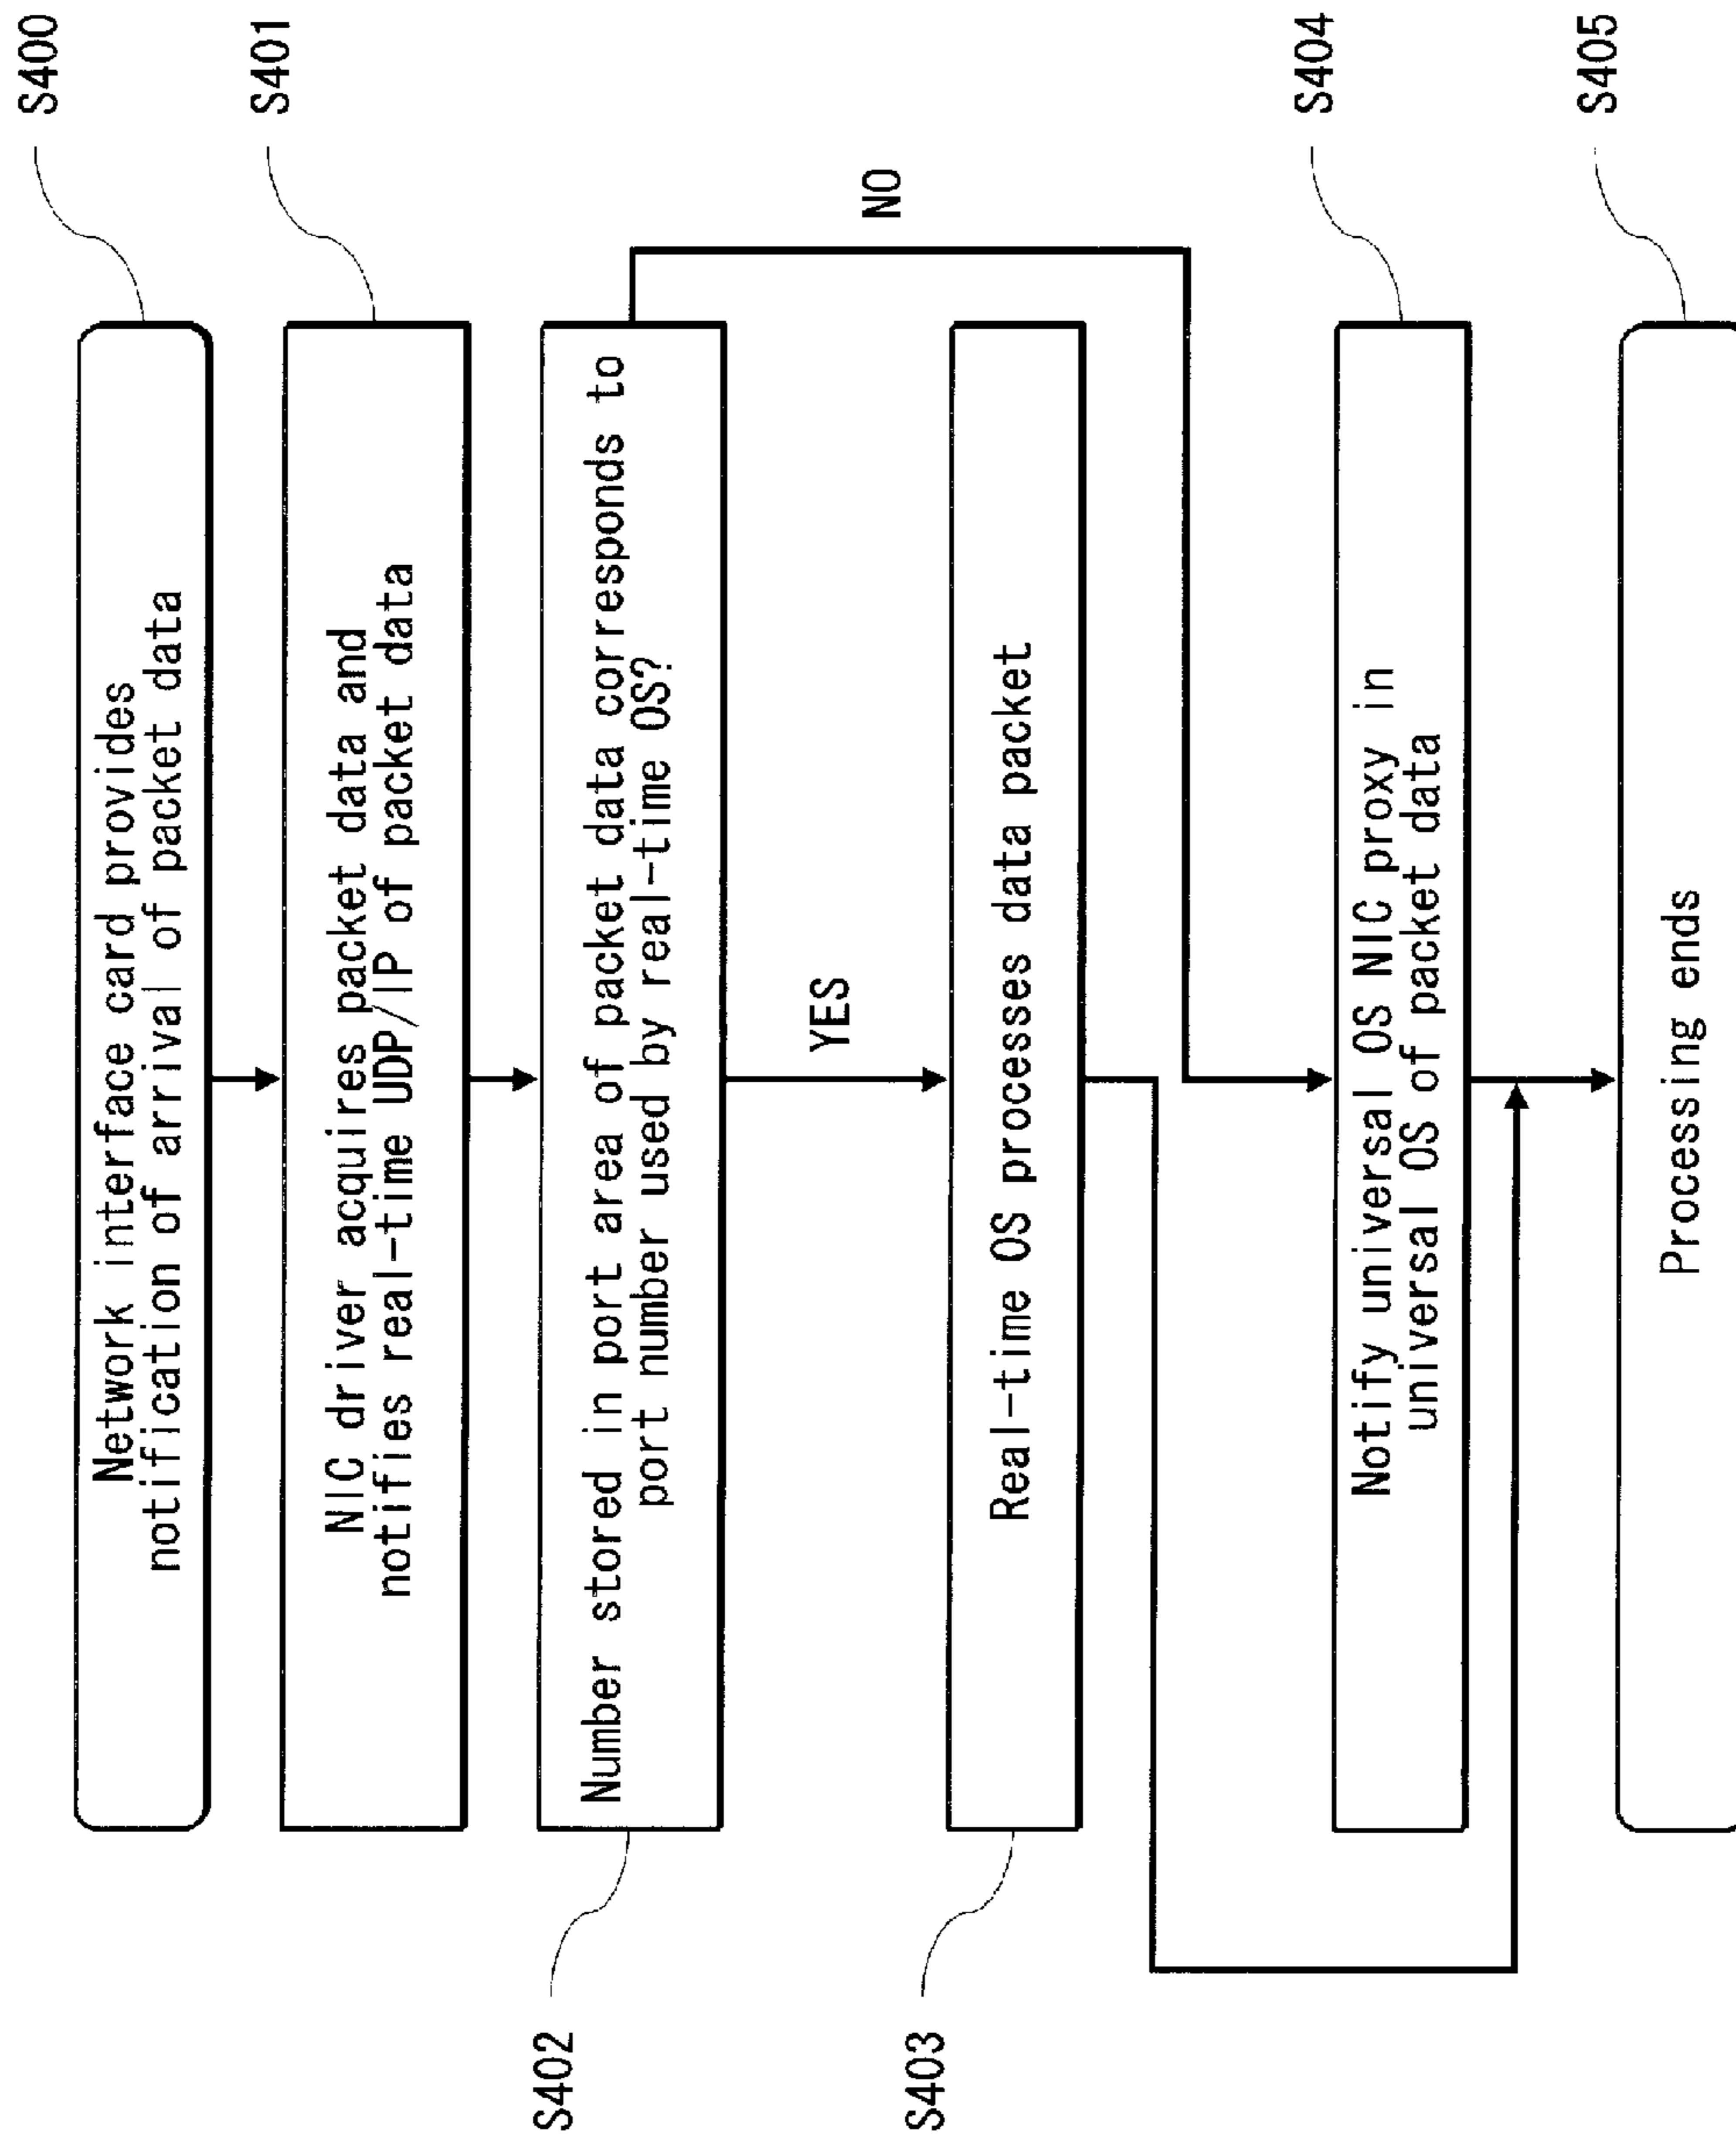 S400
Network interface card provides
notification of arrival of packet data
S401
NIC driver acquires packet data and
notifies real-time UDP/IP of packet data
S402
Number stored in port area of packet data corresponds to
port number used by real-time OS?
NO
YES
S403
Real-time OS processes data packet
S404
Notify universal OS NIC proxy in
universal OS of packet data
S405
Processing ends